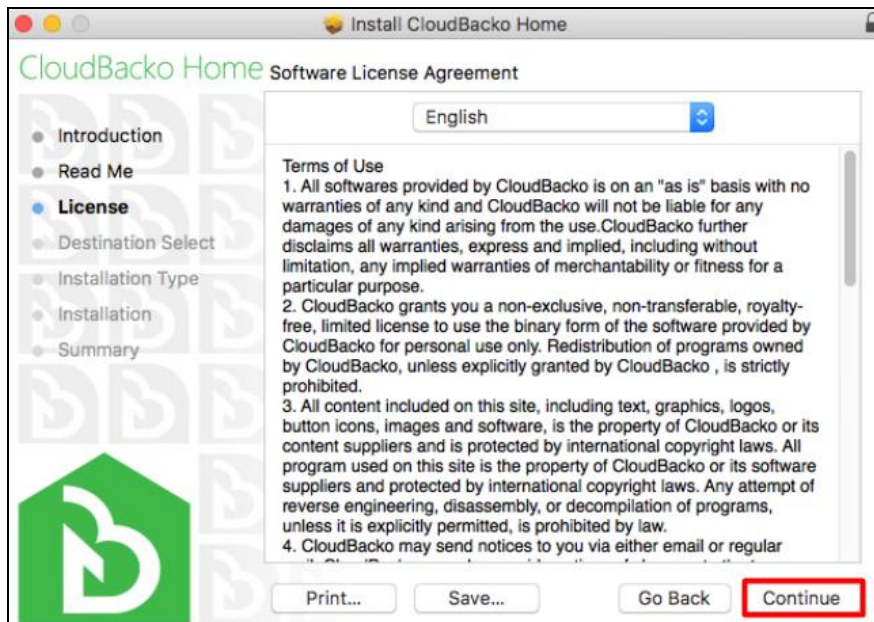 Install CloudBacko Home
CloudBacko Home
Software License Agreement
Introduction
Read Me
License
Destination Select
Installation Type
Installation
Summary
English
Terms of Use
1. All softwares provided by CloudBacko is on an "as is" basis with no
warranties of any kind and CloudBacko will not be liable for any
damages of any kind arising from the use.CloudBacko further
disclaims all warranties, express and implied, including without
limitation, any implied warranties of merchantability or fitness for a
particular purpose.
2. CloudBacko grants you a non-exclusive, non-transferable, royalty-
free, limited license to use the binary form of the software provided by
CloudBacko for personal use only. Redistribution of programs owned
by CloudBacko, unless explicitly granted by CloudBacko , is strictly
prohibited.
3. All content included on this site, including text, graphics, logos,
button icons, images and software, is the property of CloudBacko or its
content suppliers and is protected by international copyright laws. All
program used on this site is the property of CloudBacko or its software
suppliers and protected by international copyright laws. Any attempt of
reverse engineering, disassembly, or decompilation of programs,
unless it is explicitly permitted, is prohibited by law.
4. CloudBacko may send notices to you via either email or regular
Print...
Save...
Go Back
Continue